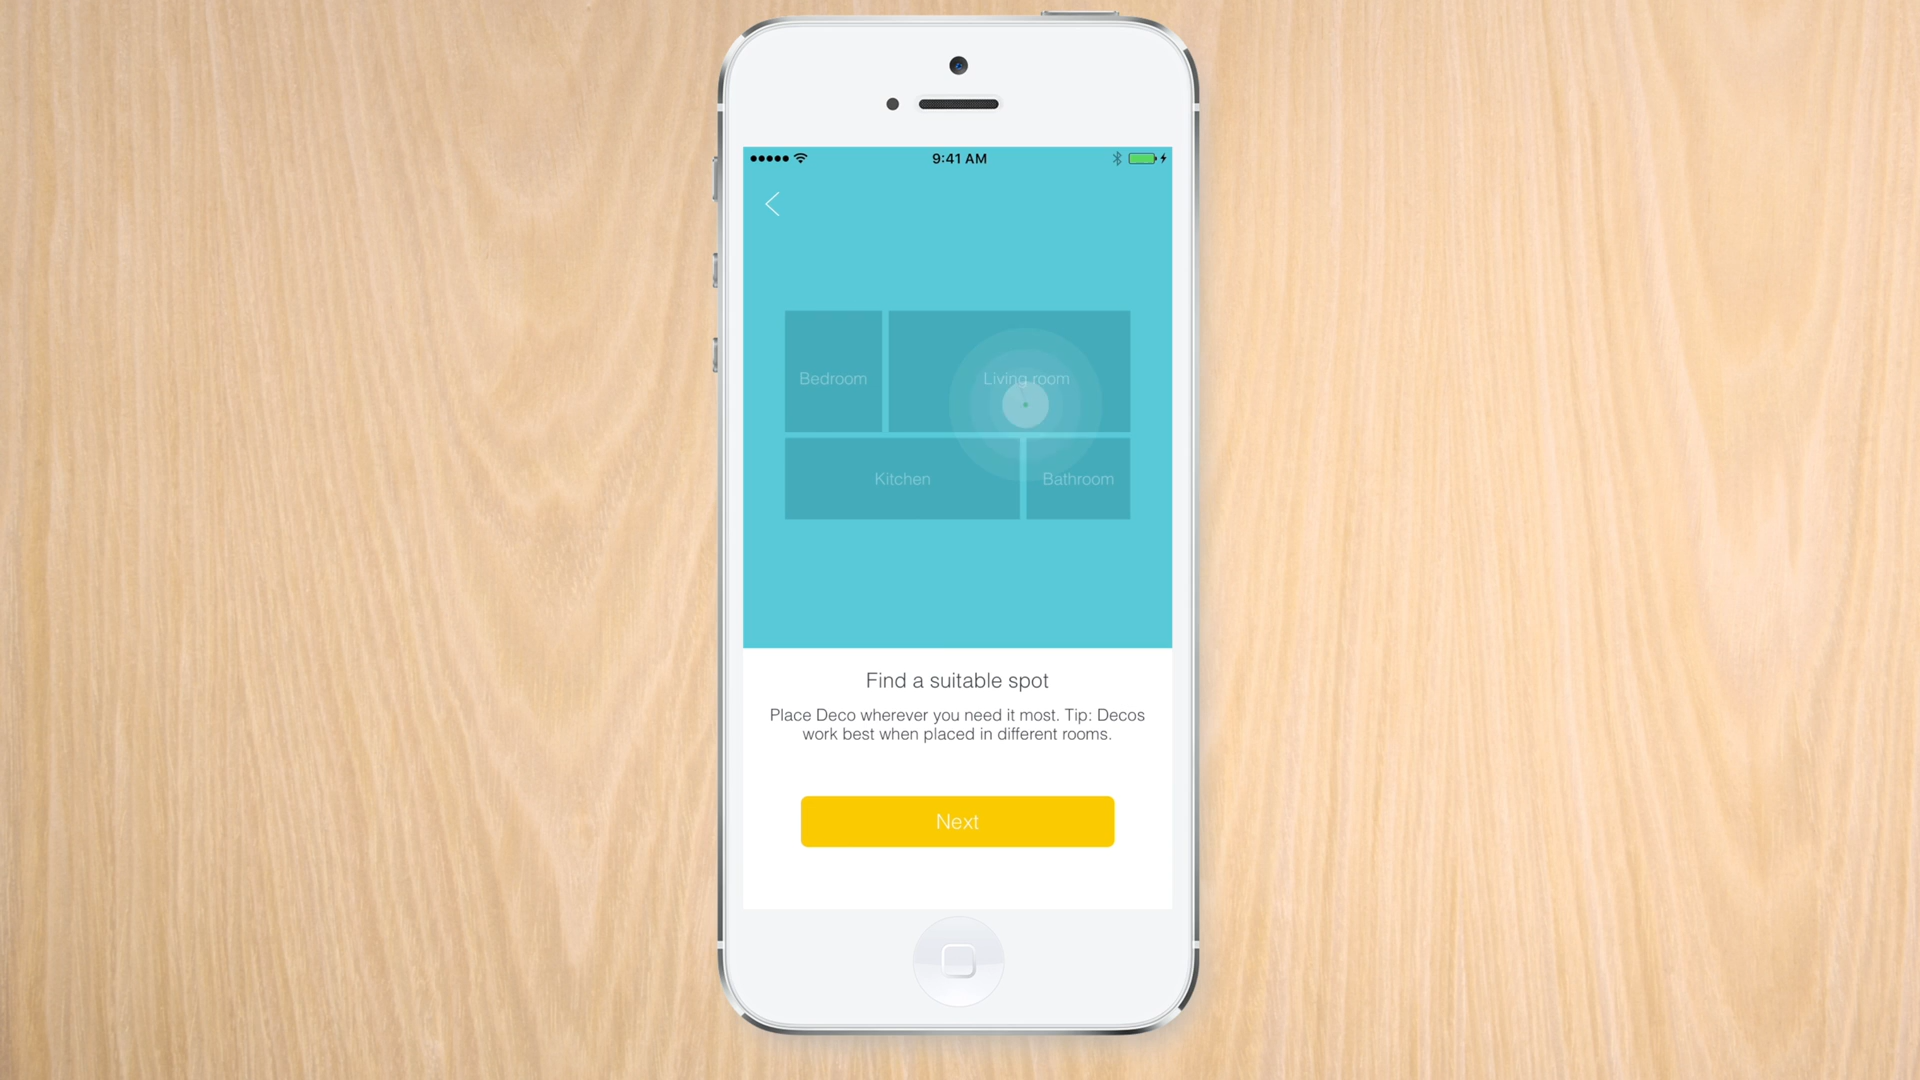 9:41 AM
Bedroom
Living room
Kitchen
Bathroom
Find a suitable spot
Place Deco wherever you need it most. Tip: Decos
work best when placed in different rooms.
Next